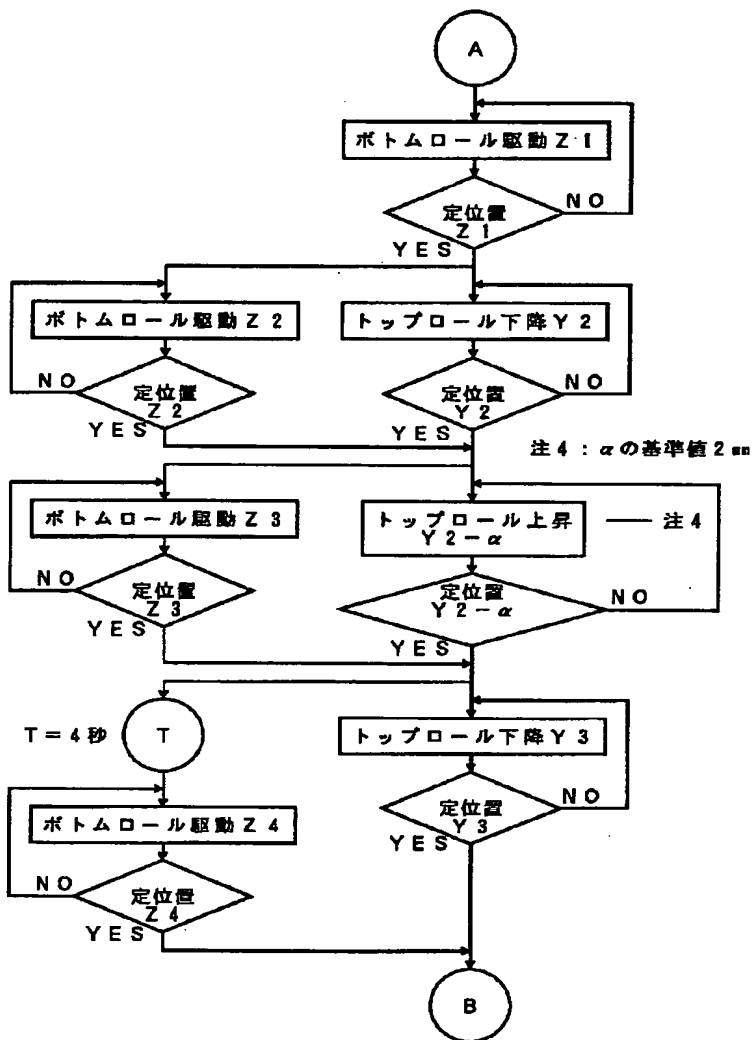 A
ボトムロール駆動Z1
定位置
Z1
NO
YES
ボトムロール駆動Z2
定位置
Z2
NO
YES
トップロール下降Y2
定位置
Y2
NO
YES
注4:αの基準値2mm
ボトムロール駆動Z3
定位置
Z3
NO
YES
トップロール上昇
Y2-α
注4
定位置
Y2-α
NO
YES
T=4秒
T
ボトムロール駆動Z4
定位置
Z4
NO
YES
トップロール下降Y3
定位置
Y3
NO
YES
B